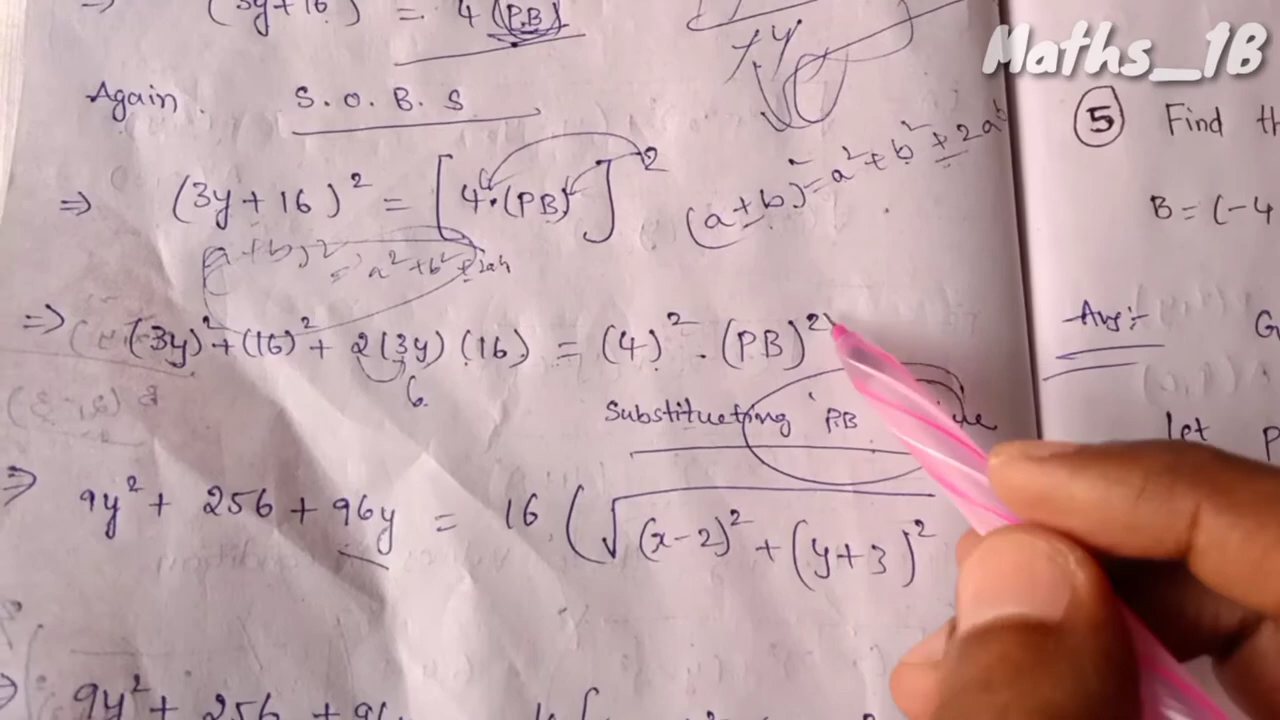 ⇒ (3y+16) = 4(PB)
Maths_1B
Again. S.O.B.S
⇒ (3y+16)² = [4.(PB)]²
(a+b)² = a²+b²+2ab
(a+b)² = a²+b²+2ab
⇒ (3y)²+(16)²+2(3y)(16) = (4)².(PB)²
6.
Substitueting 'PB
⇒ 9y²+256+96y = 16.(√(x-2)²+(y+3)²
⇒ 9y²+256+96
5 Find th
B=(-4
Ans:- G
let P